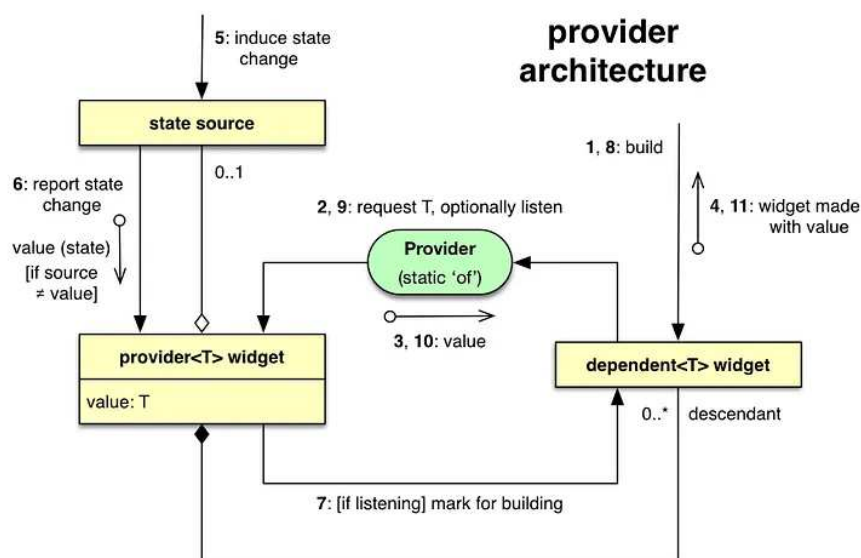 provider
architecture
5: induce state
change
state source
0..1
1, 8: build
6: report state
change
2, 9: request T, optionally listen
4, 11: widget made
with value
value (state)
[if source
≠ value]
Provider
(static ‘of’)
3, 10: value
provider<T> widget
value: T
dependent<T> widget
0..* descendant
7: [if listening] mark for building